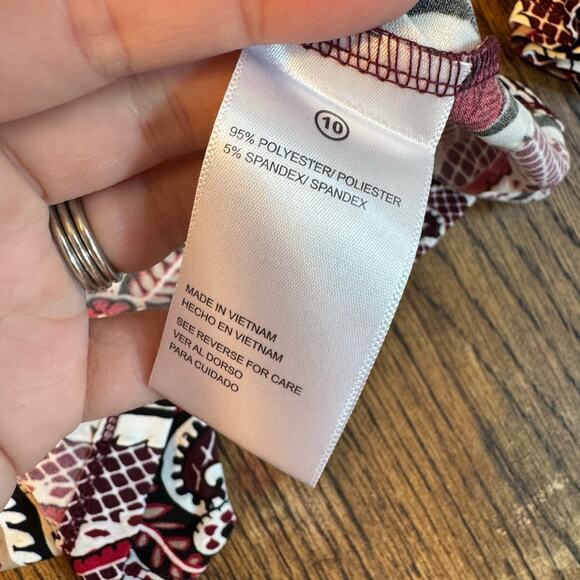 10
95% POLYESTER/ POLIESTER
5% SPANDEX/ SPANDEX
MADE IN VIETNAM
HECHO EN VIETNAM
SEE REVERSE FOR CARE
VER AL DORSO
PARA CUIDADO